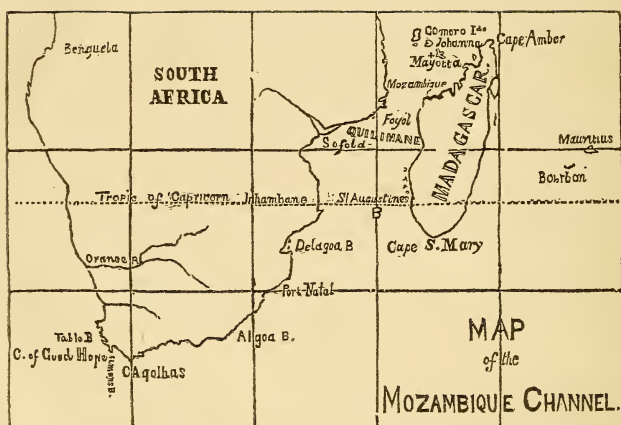 Benguela
SOUTH
AFRICA
Comoro Ids
Johanna
Mayotta
Cape Amber
Mozambique
MADAGASCAR.
Foyol
QUILIMANE
Sofola
Mauritius
Bourbon
Tropic of Capricorn
Inhambane
St Augustines
B
Cape S. Mary
Delagoa B
Orange R
Port Natal
Algoa B.
Table B
C. of Good Hope
Simons B.
C Agolhas
MAP
of the
MOZAMBIQUE CHANNEL.